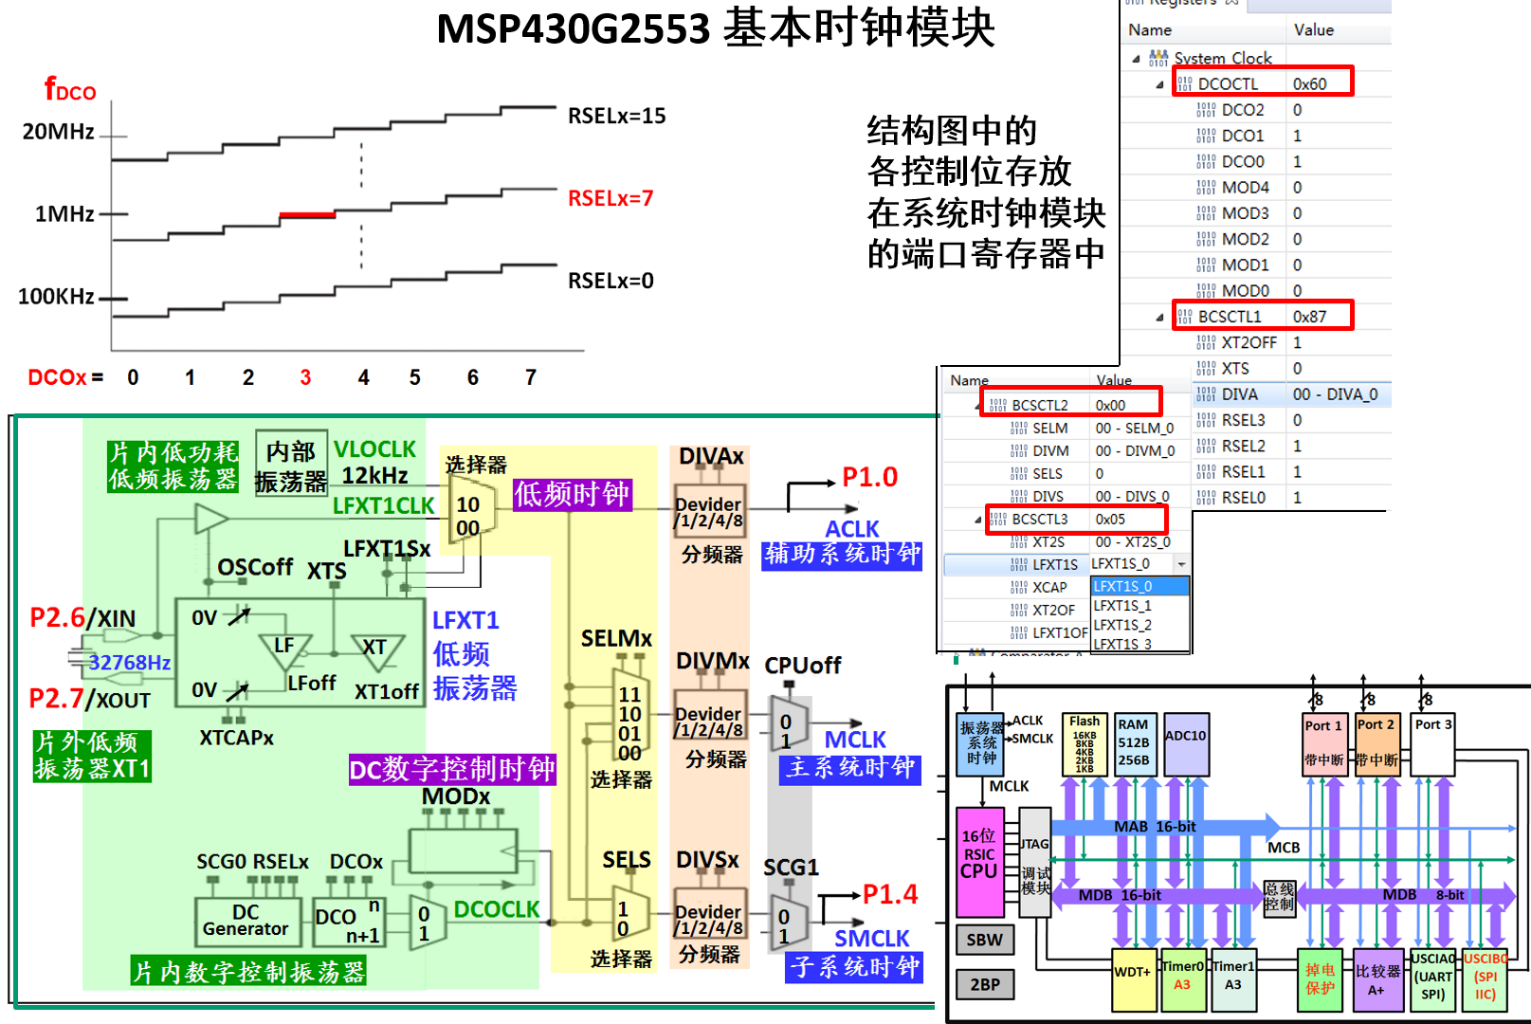 MSP430G2553 基本时钟模块
fDCO
20MHz
1MHz
100KHz
RSELx=15
RSELx=7
RSELx=0
DCOx = 0 1 2 3 4 5 6 7
结构图中的
各控制位存放
在系统时钟模块
的端口寄存器中
Registers
Name Value
System Clock
DCOCTL 0x60
DCO2 0
DCO1 1
DCO0 1
MOD4 0
MOD3 0
MOD2 0
MOD1 0
MOD0 0
BCSCTL1 0x87
XT2OFF 1
XTS 0
DIVA 00 - DIVA_0
RSEL3 0
RSEL2 1
RSEL1 1
RSEL0 1
Name Value
BCSCTL2 0x00
SELM 00 - SELM_0
DIVM 00 - DIVM_0
SELS 0
DIVS 00 - DIVS_0
BCSCTL3 0x05
XT2S 00 - XT2S_0
LFXT1S LFXT1S_0
XCAP LFXT1S_0
XT2OF LFXT1S_1
LFXT1S_2
LFXT1OF LFXT1S_3
片内低功耗
低频振荡器
内部
振荡器
VLOCLK
12kHz
LFXT1CLK
选择器
10
00
低频时钟
DIVAx
Devider
/1/2/4/8
分频器
P1.0
ACLK
辅助系统时钟
OSCoff
XTS
LFXT1Sx
P2.6/XIN
32768Hz
P2.7/XOUT
0V
LF
XT
0V
LFoff
XT1off
XTCAPx
LFXT1
低频
振荡器
片外低频
振荡器XT1
SELMx
11
10
01
00
选择器
DIVMx
Devider
/1/2/4/8
分频器
CPUoff
0
1
MCLK
主系统时钟
DC数字控制时钟
MODx
SCG0 RSELx DCOx
DC
Generator
DCO
n
n+1
0
1
DCOCLK
片内数字控制振荡器
SELS
1
0
选择器
DIVSx
Devider
/1/2/4/8
分频器
SCG1
0
1
P1.4
SMCLK
子系统时钟
振荡器
系统
时钟
ACLK
SMCLK
MCLK
Flash
16KB
8KB
4KB
2KB
1KB
RAM
512B
256B
ADC10
8
8
8
Port 1
带中断
Port 2
带中断
Port 3
16位
RSIC
CPU
JTAG
调试
模块
MAB 16-bit
MCB
MDB 16-bit
总线
控制
MDB 8-bit
SBW
2BP
WDT+
Timer0
A3
Timer1
A3
掉电
保护
比较器
A+
USCIA0
(UART
SPI)
USCIB0
(SPI
IIC)